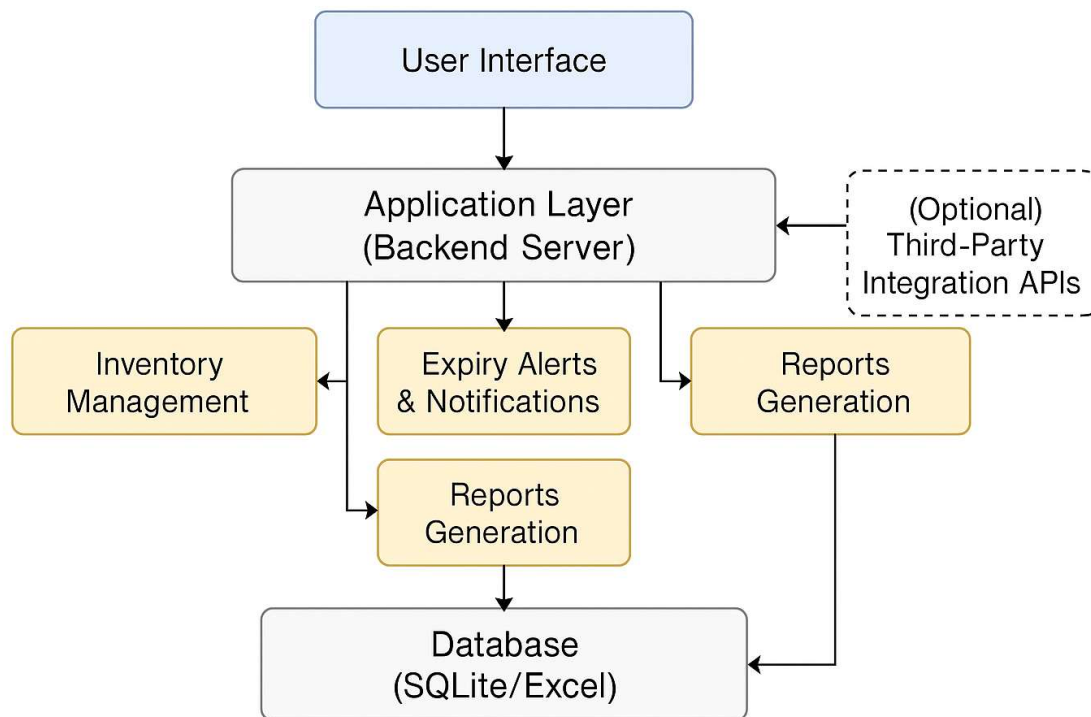 User Interface
Application Layer
(Backend Server)
(Optional)
Third-Party
Integration APIs
Inventory
Management
Expiry Alerts
& Notifications
Reports
Generation
Reports
Generation
Database
(SQLite/Excel)